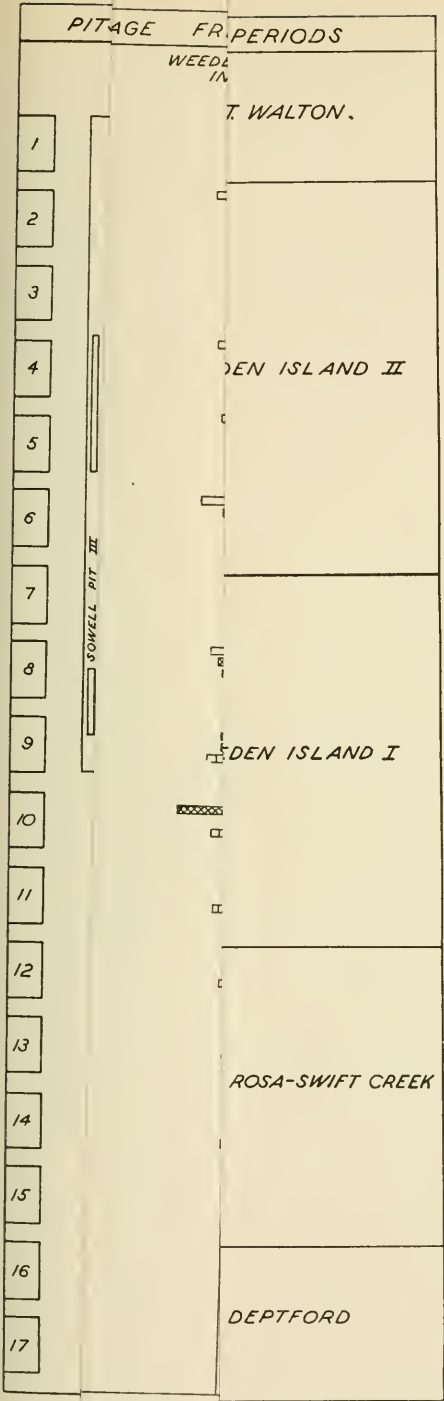 PITAGE FR PERIODS
WEEDE
IN
T. WALTON.
1
2
3
4
DEN ISLAND II
5
6
SOWELL PIT III
7
8
9
DEN ISLAND I
10
11
12
13
ROSA-SWIFT CREEK
14
15
16
DEPTFORD
17